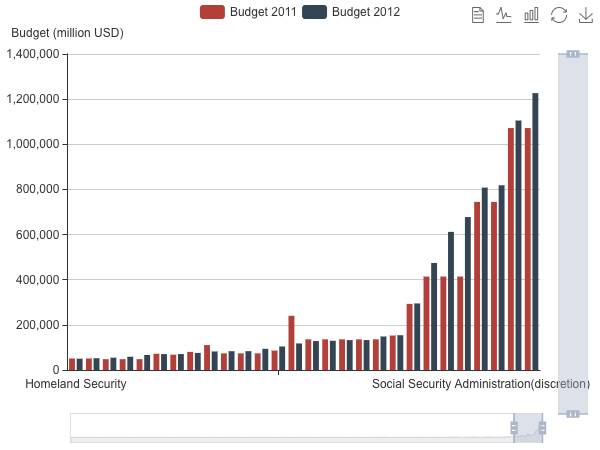 Budget 2011 Budget 2012
Budget (million USD)
1,400,000
1,200,000
1,000,000
800,000
600,000
400,000
200,000
0
Homeland Security Social Security Administration(discretion)